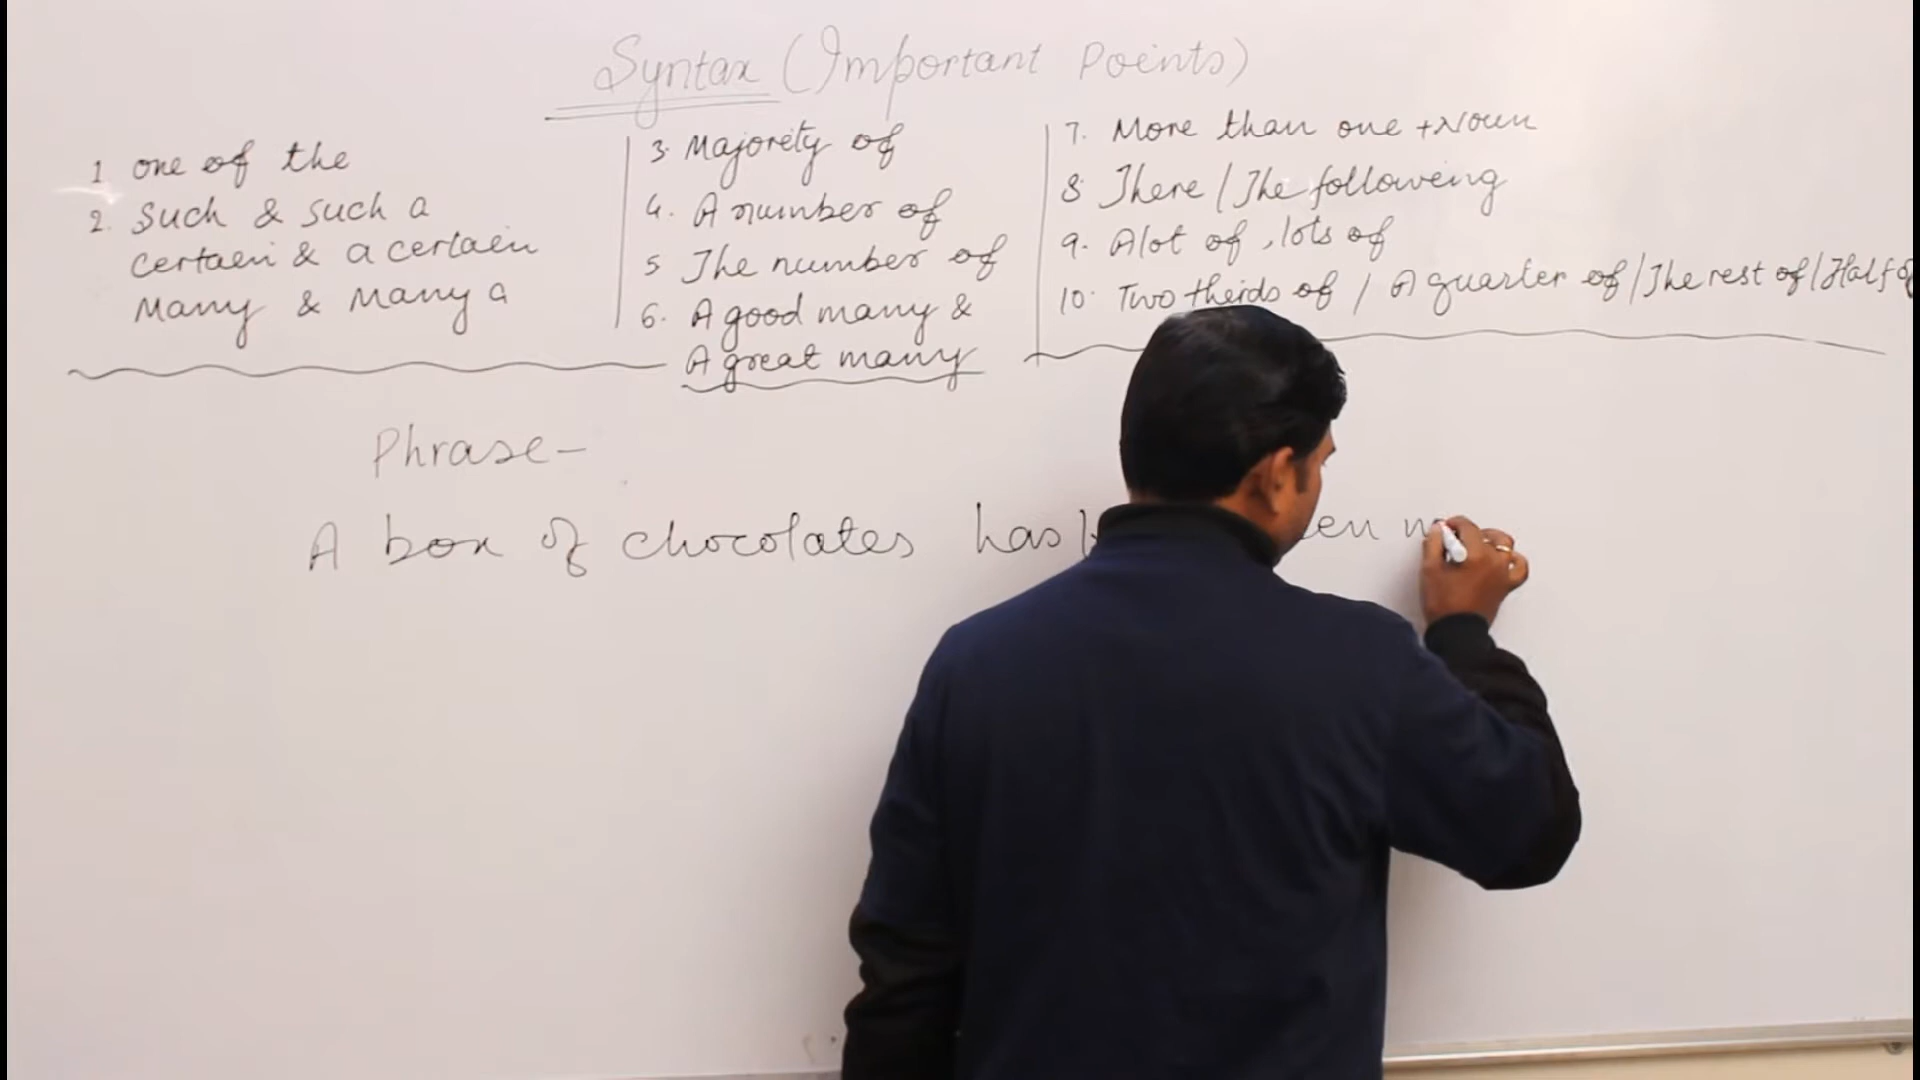 Syntax (Important Points)
1 one of the
2. Such & such a
certain & a certain
Many & Many a
3. Majority of
4. A number of
5 The number of
6. A good many &
A great many
7. More than one + Noun
8 There / The following
9. A lot of, lots of
10. Two thirds of / A quarter of / The rest of / Half of
Phrase-
A box of chocolates has